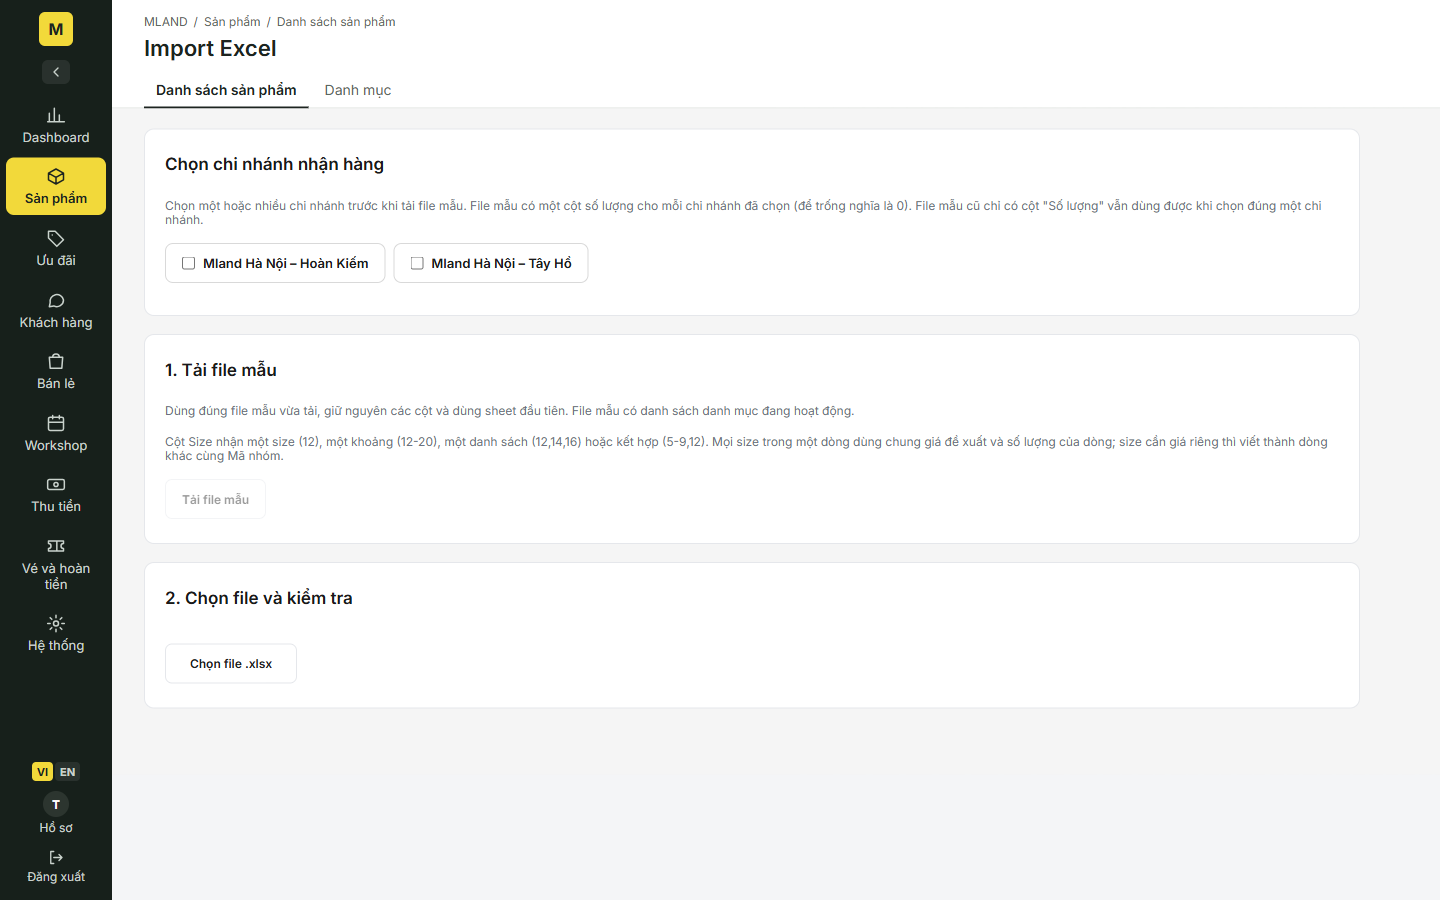 M
Dashboard
Sản phẩm
Ưu đãi
Khách hàng
Bán lẻ
Workshop
Thu tiền
Vé và hoàn
tiền
Hệ thống
VI EN
T
Hồ sơ
Đăng xuất
MLAND / Sản phẩm / Danh sách sản phẩm
Import Excel
Danh sách sản phẩm Danh mục
Chọn chi nhánh nhận hàng
Chọn một hoặc nhiều chi nhánh trước khi tải file mẫu. File mẫu có một cột số lượng cho mỗi chi nhánh đã chọn (để trống nghĩa là 0). File mẫu cũ chỉ có cột "Số lượng" vẫn dùng được khi chọn đúng một chi
nhánh.
Mland Hà Nội – Hoàn Kiếm Mland Hà Nội – Tây Hồ
1. Tải file mẫu
Dùng đúng file mẫu vừa tải, giữ nguyên các cột và dùng sheet đầu tiên. File mẫu có danh sách danh mục đang hoạt động.
Cột Size nhận một size (12), một khoảng (12-20), một danh sách (12,14,16) hoặc kết hợp (5-9,12). Mọi size trong một dòng dùng chung giá đề xuất và số lượng của dòng; size cần giá riêng thì viết thành dòng
khác cùng Mã nhóm.
Tải file mẫu
2. Chọn file và kiểm tra
Chọn file .xlsx